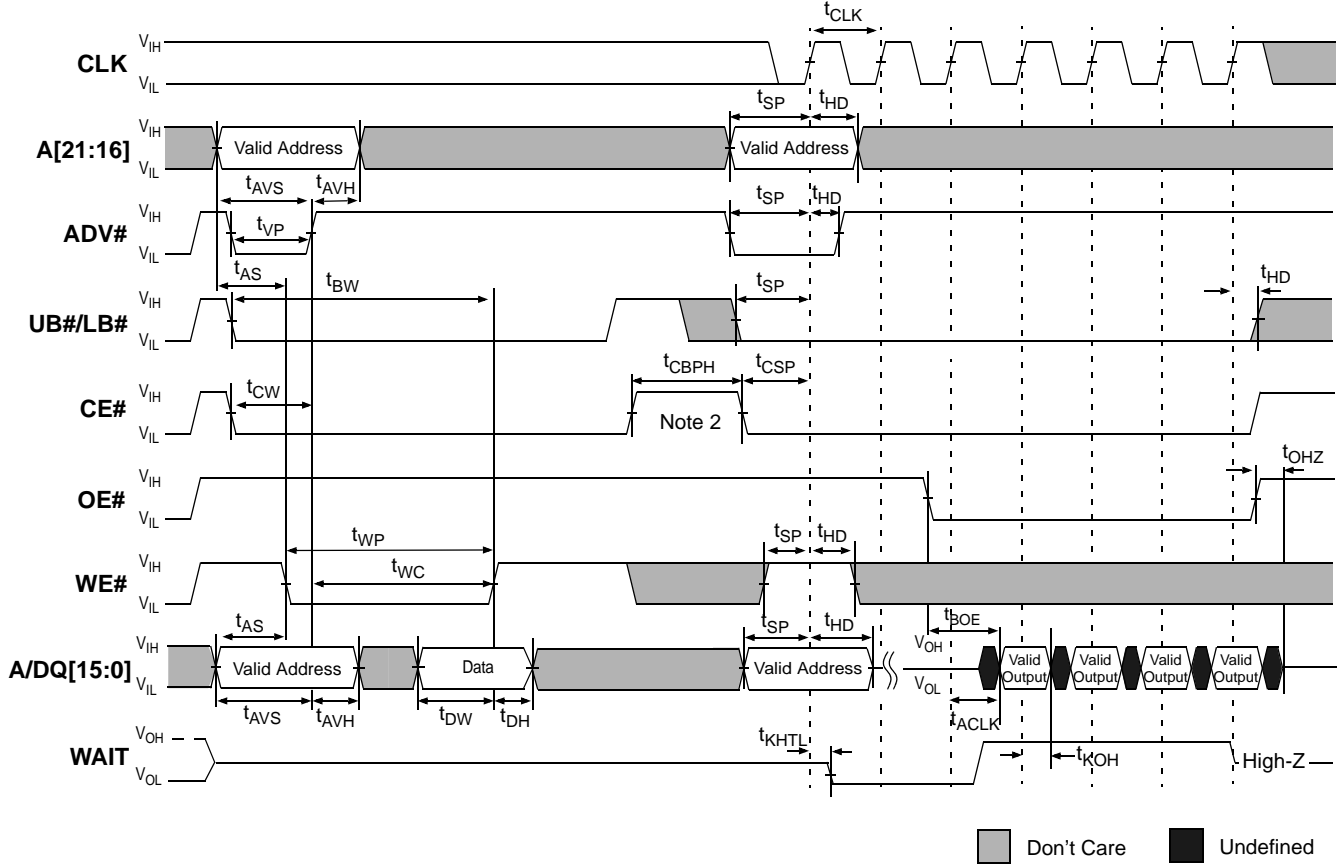 tCLK
VIH
CLK
VIL
tSP
tHD
VIH
A[21:16]
Valid Address
Valid Address
VIL
tAVS
tAVH
VIH
tSP
tHD
ADV#
tVP
VIL
tAS
tBW
tSP
tHD
VIH
UB#/LB#
VIL
tCBPH
tCSP
VIH
tCW
CE#
Note 2
VIL
tOHZ
VIH
OE#
VIL
tWP
tSP
tHD
VIH
tWC
WE#
VIL
tAS
tSP
tHD
tBOE
VIH
VOH
A/DQ[15:0]
Valid Address
Data
Valid Address
Valid Output
Valid Output
Valid Output
Valid Output
VIL
VOL
tAVS
tAVH
tDW
tDH
tACLK
VOH
tKHTL
WAIT
tKOH
High-Z
VOL
Don't Care
Undefined